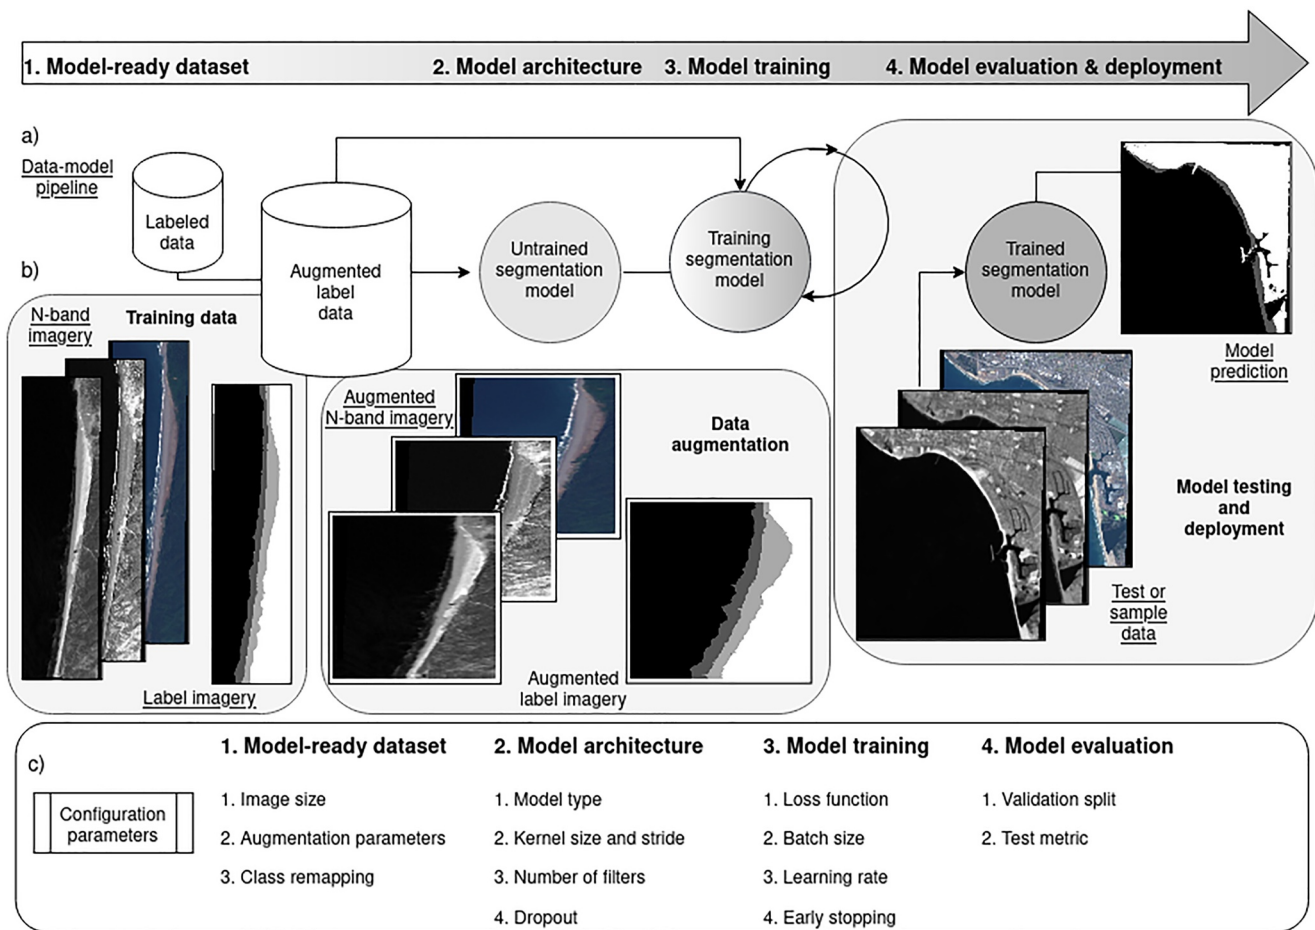 1. Model-ready dataset
2. Model architecture
3. Model training
4. Model evaluation & deployment
a)
Data-model
pipeline
Labeled
data
Augmented
label
data
Untrained
segmentation
model
Training
segmentation
model
Trained
segmentation
model
Model
prediction
b)
N-band
imagery
Training data
Label imagery
Augmented
N-band imagery
Data
augmentation
Augmented
label imagery
Model testing
and
deployment
Test or
sample
data
c)
Configuration
parameters
1. Model-ready dataset
1. Image size
2. Augmentation parameters
3. Class remapping
2. Model architecture
1. Model type
2. Kernel size and stride
3. Number of filters
4. Dropout
3. Model training
1. Loss function
2. Batch size
3. Learning rate
4. Early stopping
4. Model evaluation
1. Validation split
2. Test metric